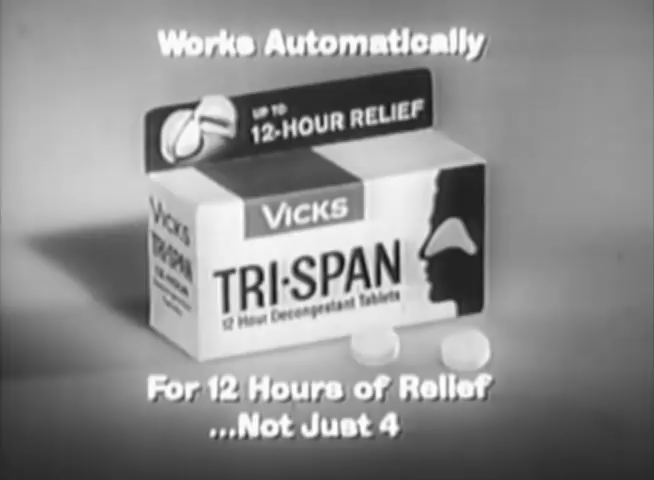 Works Automatically
UP TO
12-HOUR RELIEF
VICKS
VICKS
TRI·SPAN
TRI·SPAN
12 Hour Decongestant Tablets
For 12 Hours of Relief
...Not Just 4